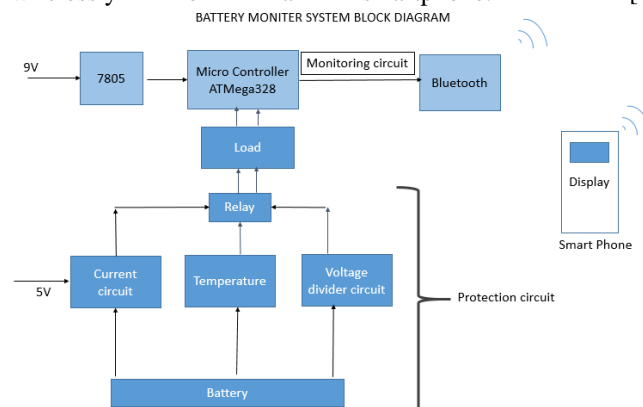 BATTERY MONITER SYSTEM BLOCK DIAGRAM
9V
7805
Micro Controller
ATMega328
Monitoring circuit
Bluetooth
Load
Display
Smart Phone
Relay
5V
Current
circuit
Temperature
Voltage
divider circuit
Protection circuit
Battery